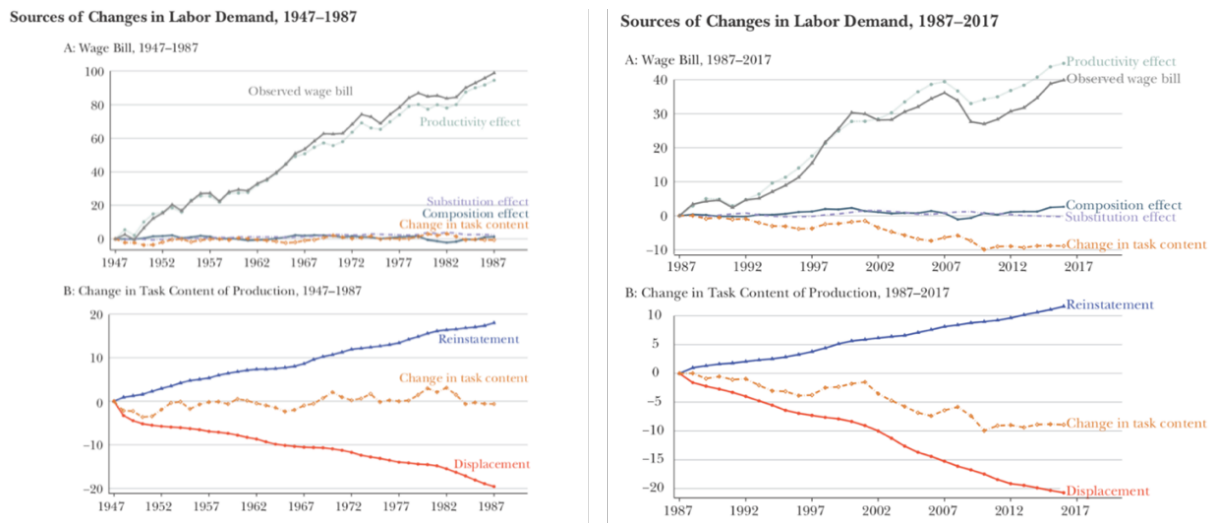 Sources of Changes in Labor Demand, 1947–1987
A: Wage Bill, 1947–1987
100
80
60
40
20
0
Observed wage bill
Productivity effect
Substitution effect
Composition effect
Change in task content
1947 1952 1957 1962 1967 1972 1977 1982 1987
B: Change in Task Content of Production, 1947–1987
20
10
0
−10
−20
Reinstatement
Change in task content
Displacement
1947 1952 1957 1962 1967 1972 1977 1982 1987
Sources of Changes in Labor Demand, 1987–2017
A: Wage Bill, 1987–2017
40
30
20
10
0
−10
Productivity effect
Observed wage bill
Composition effect
Substitution effect
Change in task content
1987 1992 1997 2002 2007 2012 2017
B: Change in Task Content of Production, 1987–2017
10
5
0
−5
−10
−15
−20
Reinstatement
Change in task content
Displacement
1987 1992 1997 2002 2007 2012 2017